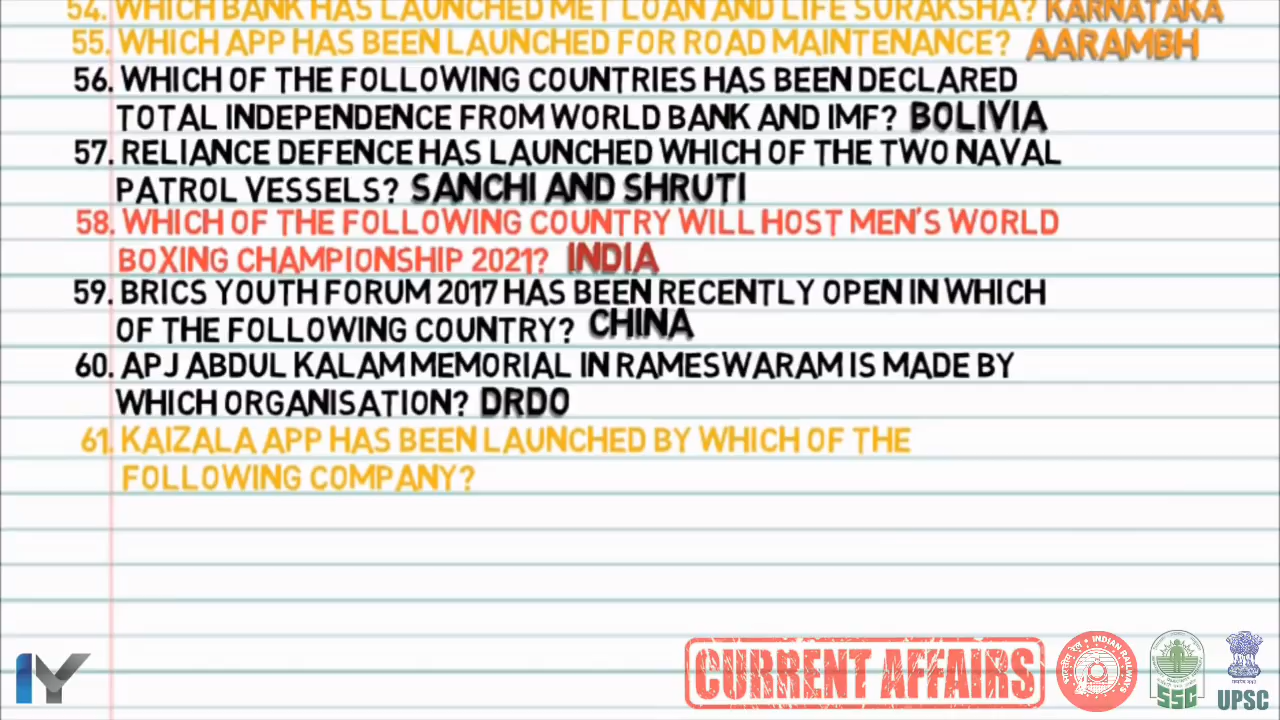 54. WHICH BANK HAS LAUNCHED MET LOAN AND LIFE SURAKSHA? KARNATAKA
55. WHICH APP HAS BEEN LAUNCHED FOR ROAD MAINTENANCE? AARAMBH
56. WHICH OF THE FOLLOWING COUNTRIES HAS BEEN DECLARED
TOTAL INDEPENDENCE FROM WORLD BANK AND IMF? BOLIVIA
57. RELIANCE DEFENCE HAS LAUNCHED WHICH OF THE TWO NAVAL
PATROL VESSELS? SANCHI AND SHRUTI
58. WHICH OF THE FOLLOWING COUNTRY WILL HOST MEN'S WORLD
BOXING CHAMPIONSHIP 2021? INDIA
59. BRICS YOUTH FORUM 2017 HAS BEEN RECENTLY OPEN IN WHICH
OF THE FOLLOWING COUNTRY? CHINA
60. APJ ABDUL KALAM MEMORIAL IN RAMESWARAM IS MADE BY
WHICH ORGANISATION? DRDO
61. KAIZALA APP HAS BEEN LAUNCHED BY WHICH OF THE
FOLLOWING COMPANY?
IY
CURRENT AFFAIRS
INDIAN RAILWAYS
SSC
UPSC